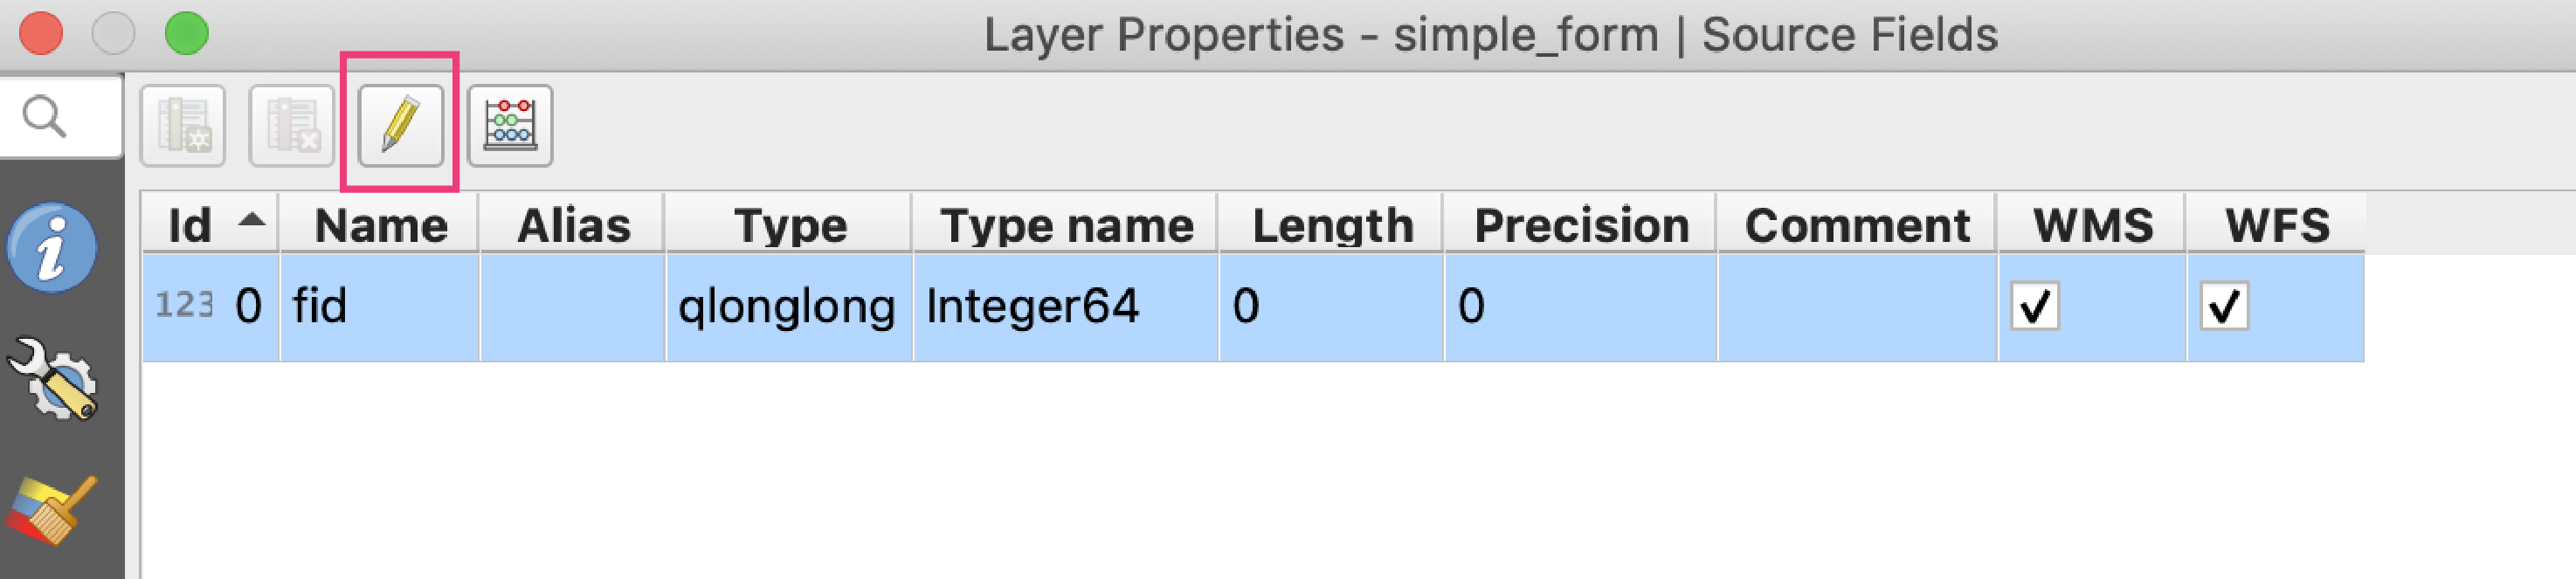 Layer Properties - simple_form | Source Fields
Id Name Alias Type Type name Length Precision Comment WMS WFS
123 0 fid qlonglong Integer64 0 0